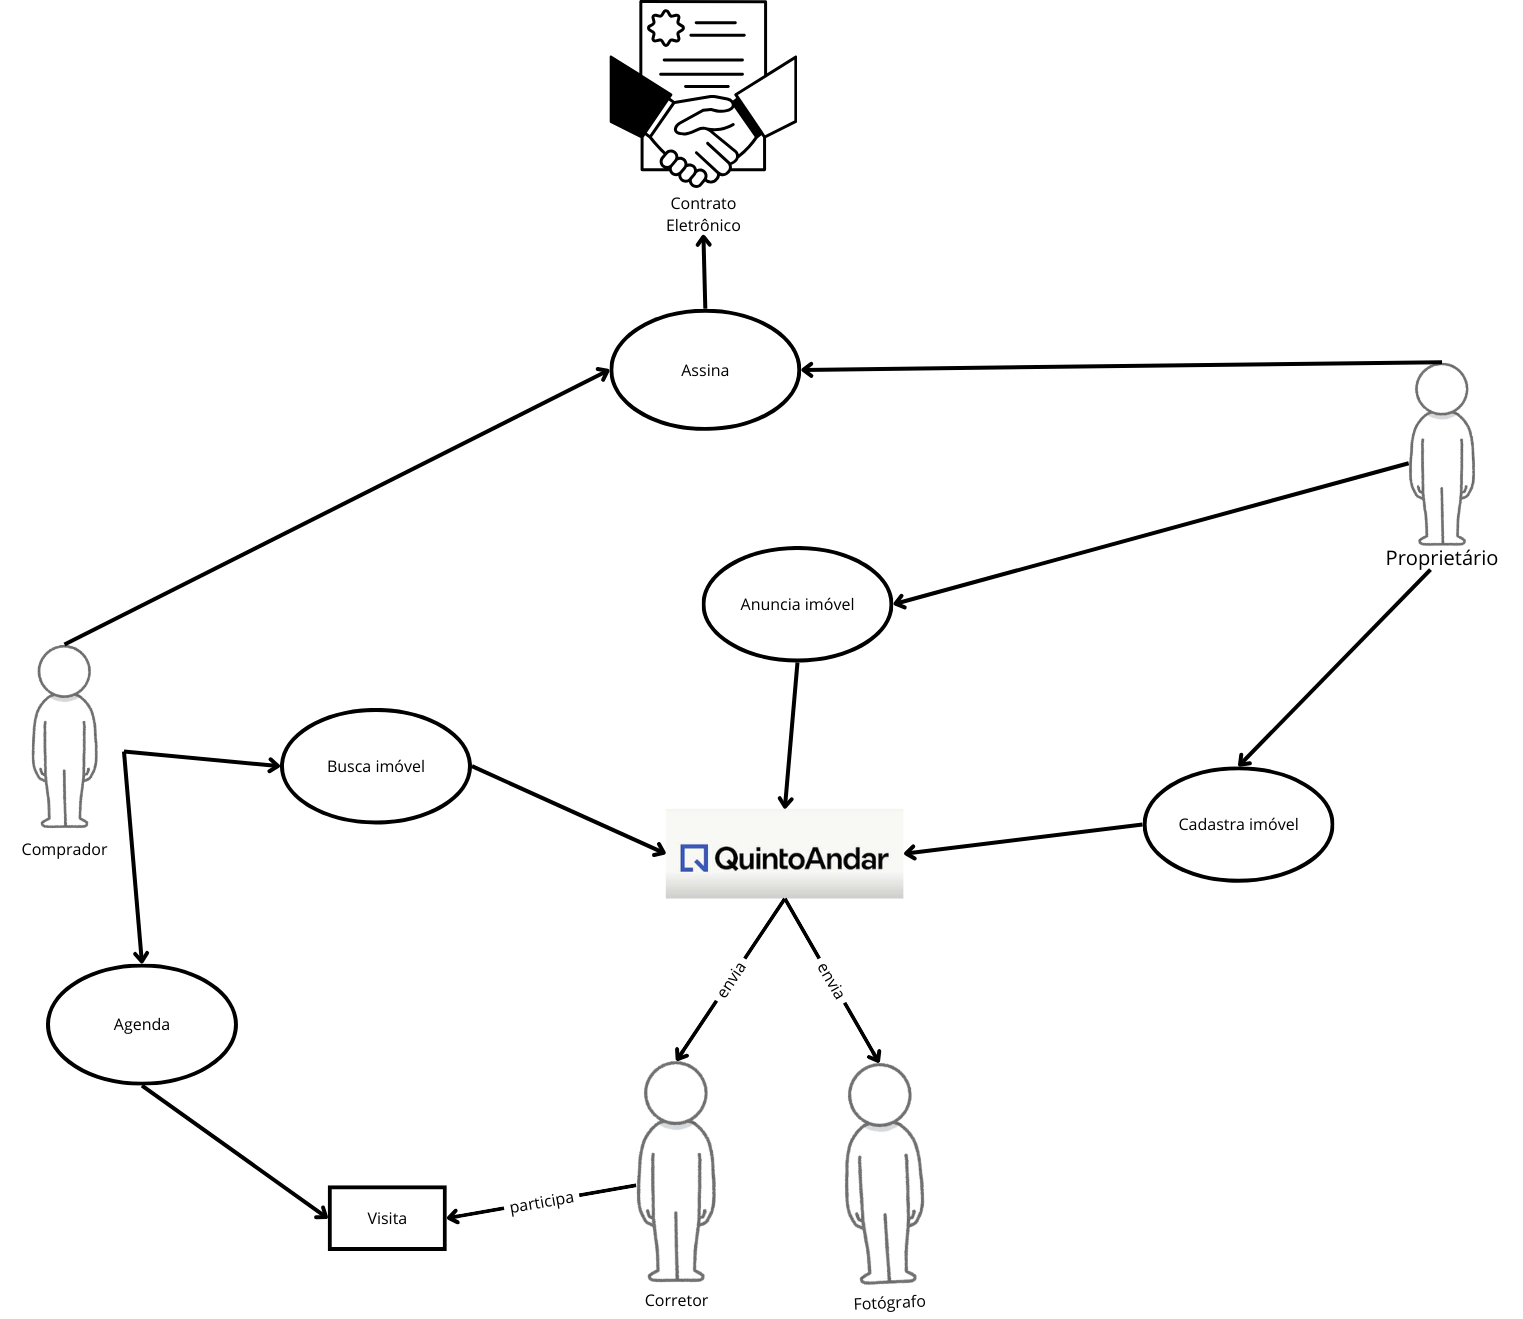 Contrato
Eletrônico
Assina
Proprietário
Anuncia imóvel
Busca imóvel
Comprador
Cadastra imóvel
QuintoAndar
envia
envia
Agenda
participa
Visita
Corretor
Fotógrafo